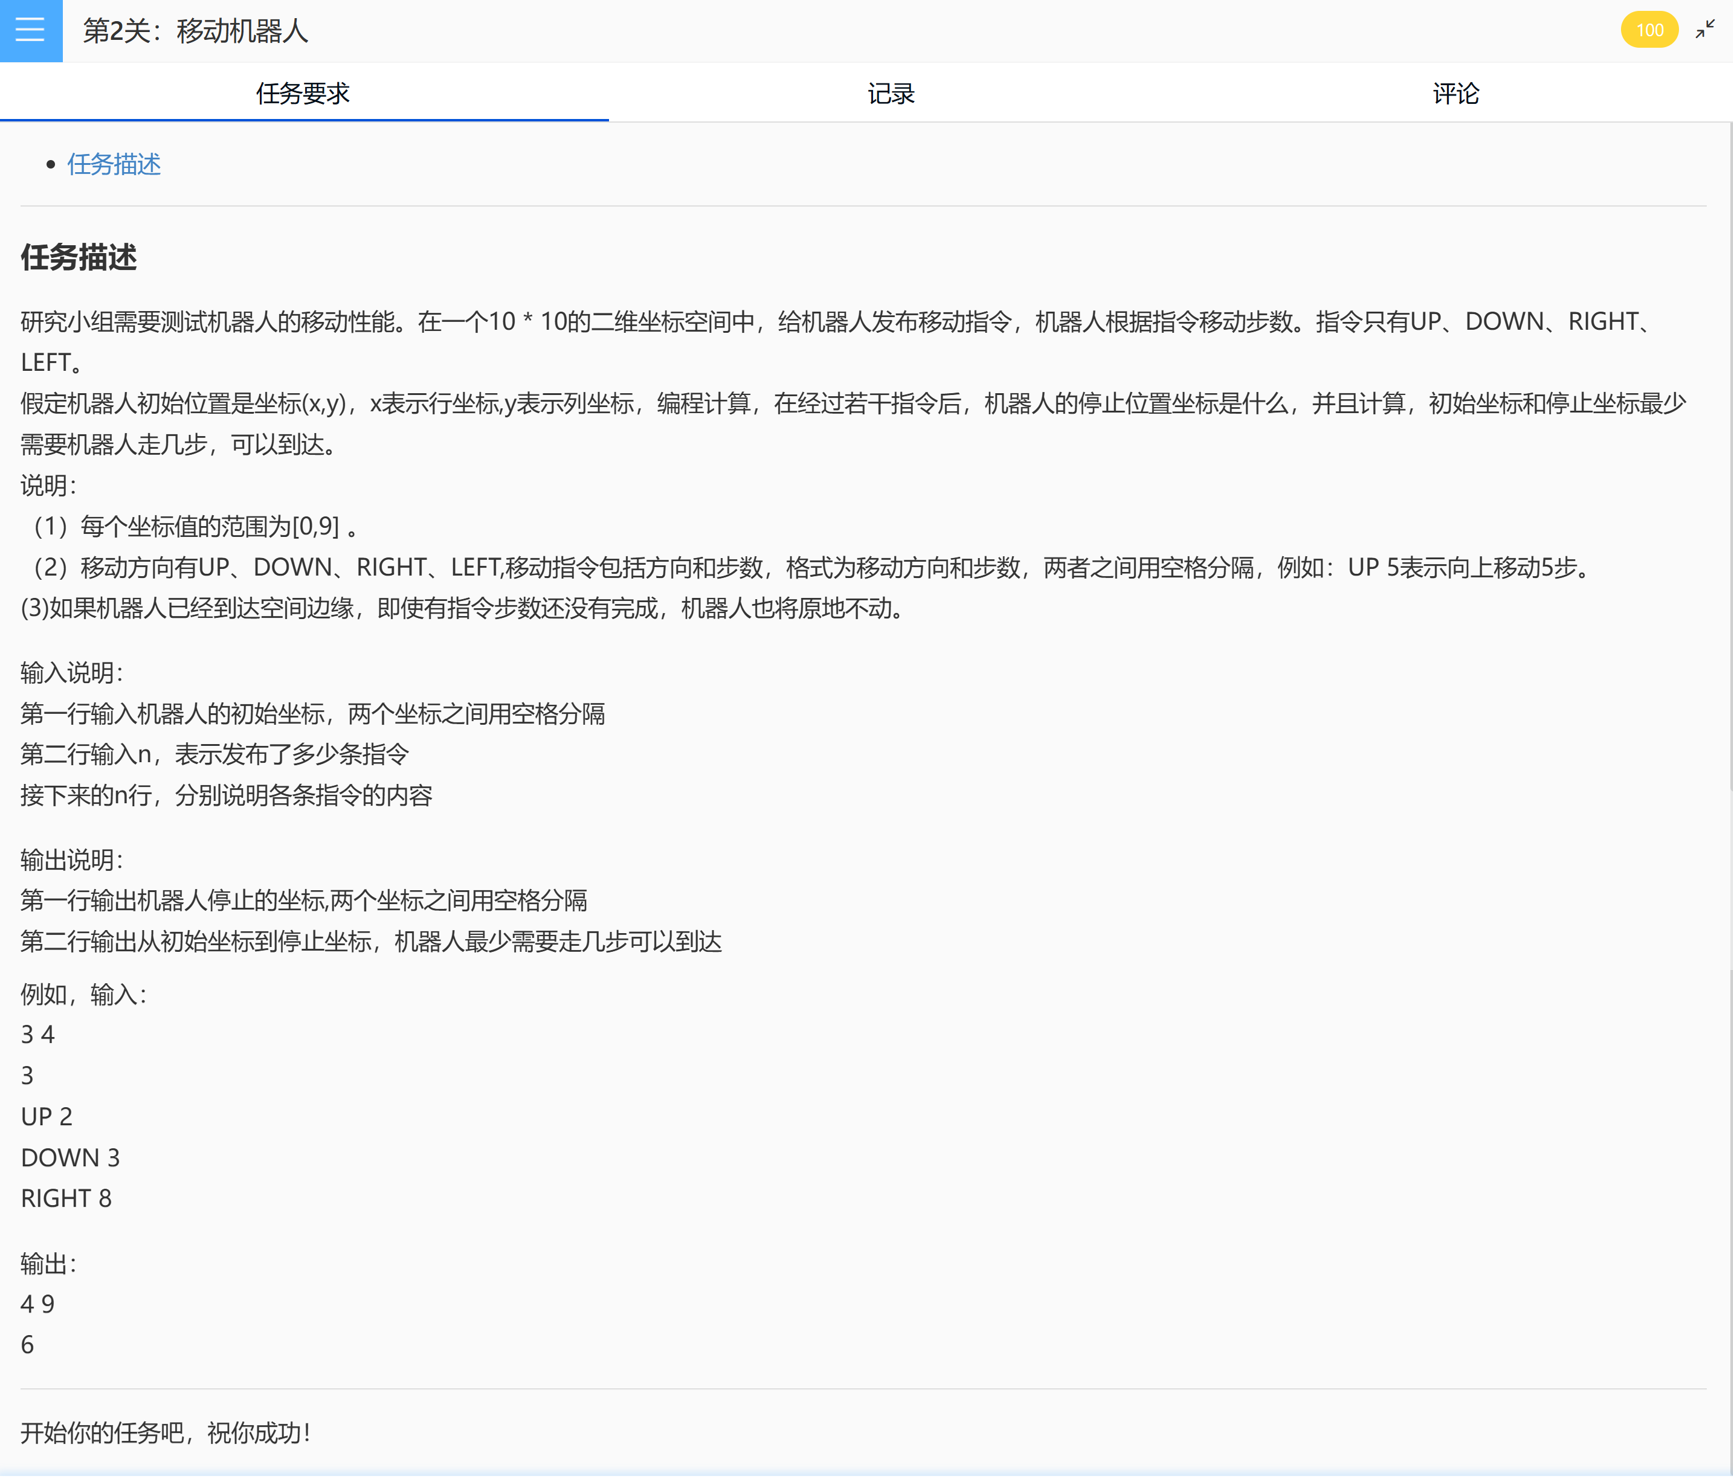 第2关：移动机器人
100
任务要求
记录
评论
任务描述
任务描述
研究小组需要测试机器人的移动性能。在一个10 * 10的二维坐标空间中，给机器人发布移动指令，机器人根据指令移动步数。指令只有UP、DOWN、RIGHT、
LEFT。
假定机器人初始位置是坐标(x,y)，x表示行坐标,y表示列坐标，编程计算，在经过若干指令后，机器人的停止位置坐标是什么，并且计算，初始坐标和停止坐标最少
需要机器人走几步，可以到达。
说明：
（1）每个坐标值的范围为[0,9] 。
（2）移动方向有UP、DOWN、RIGHT、LEFT,移动指令包括方向和步数，格式为移动方向和步数，两者之间用空格分隔，例如：UP 5表示向上移动5步。
(3)如果机器人已经到达空间边缘，即使有指令步数还没有完成，机器人也将原地不动。
输入说明：
第一行输入机器人的初始坐标，两个坐标之间用空格分隔
第二行输入n，表示发布了多少条指令
接下来的n行，分别说明各条指令的内容
输出说明：
第一行输出机器人停止的坐标,两个坐标之间用空格分隔
第二行输出从初始坐标到停止坐标，机器人最少需要走几步可以到达
例如，输入：
3 4
3
UP 2
DOWN 3
RIGHT 8
输出：
4 9
6
开始你的任务吧，祝你成功！